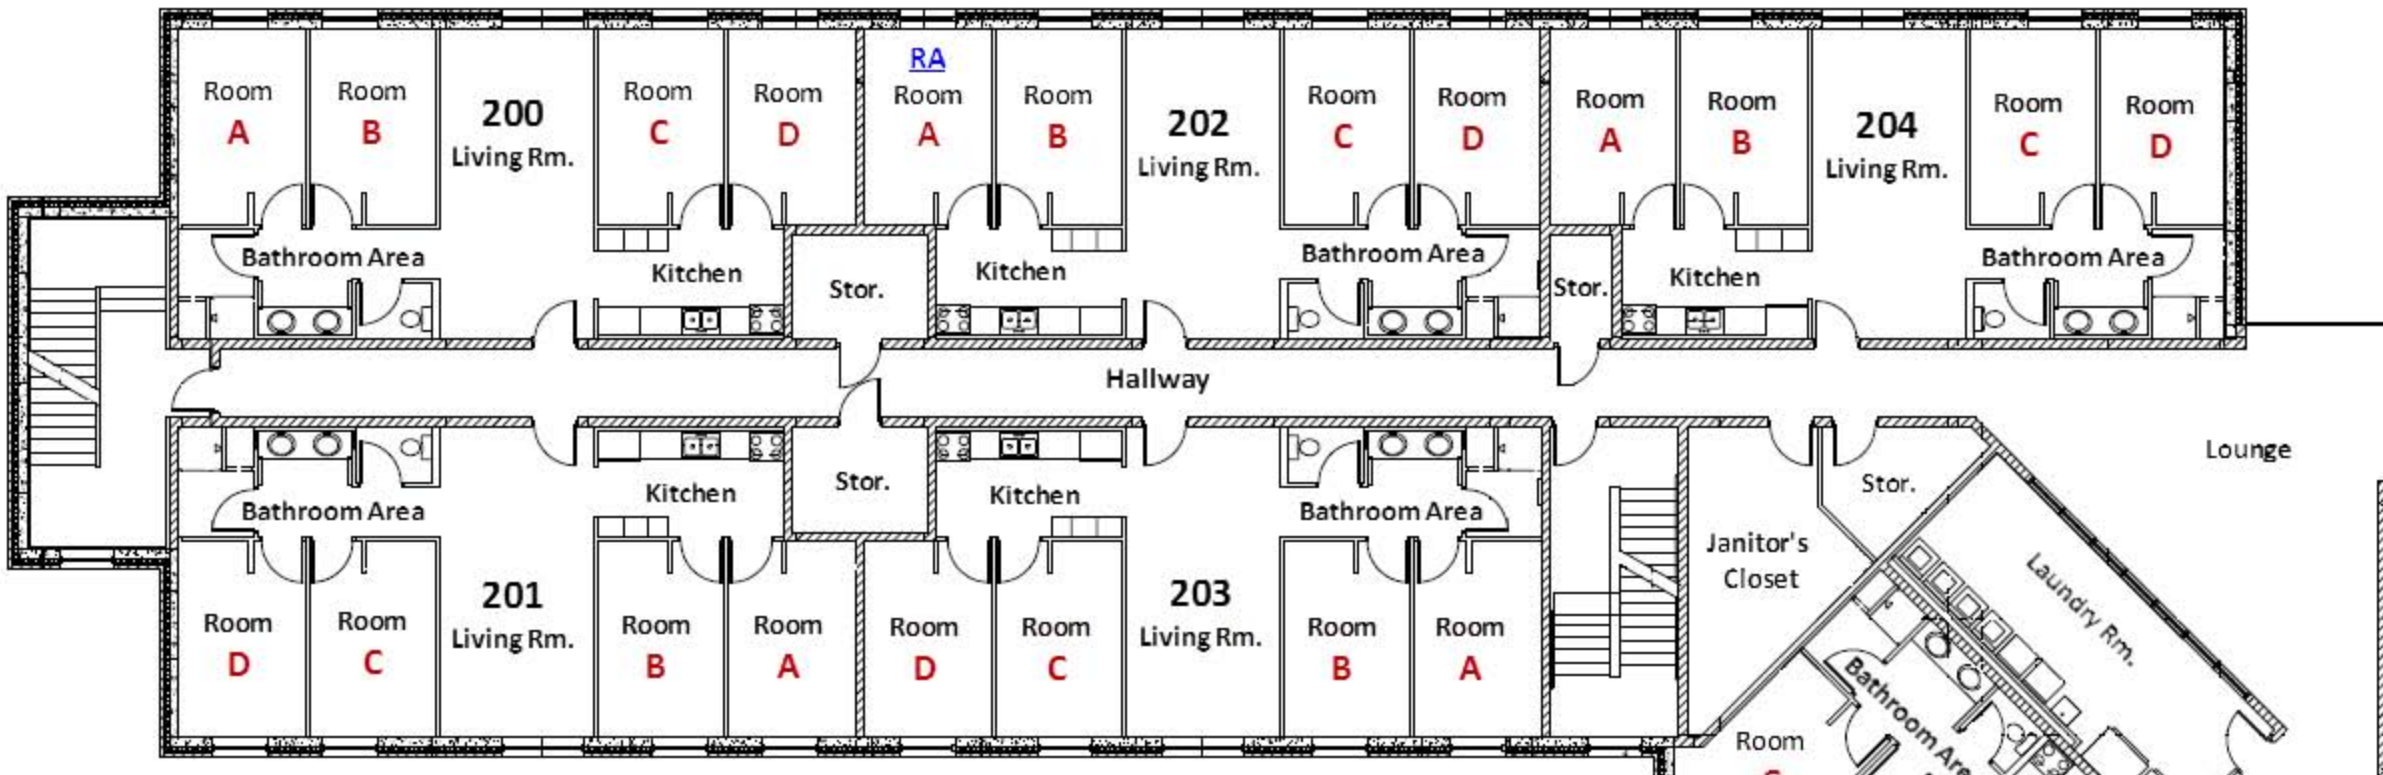 RA
Room
A
Room
B
200
Living Rm.
Room
C
Room
D
Room
A
Room
B
202
Living Rm.
Room
C
Room
D
Room
A
Room
B
204
Living Rm.
Room
C
Room
D
Bathroom Area
Kitchen
Stor.
Kitchen
Bathroom Area
Stor.
Kitchen
Bathroom Area
Hallway
Lounge
Bathroom Area
Kitchen
Stor.
Kitchen
Bathroom Area
Stor.
Janitor's
Closet
Laundry Rm.
Room
D
Room
C
201
Living Rm.
Room
B
Room
A
Room
D
Room
C
203
Living Rm.
Room
B
Room
A
Bathroom Area
Room